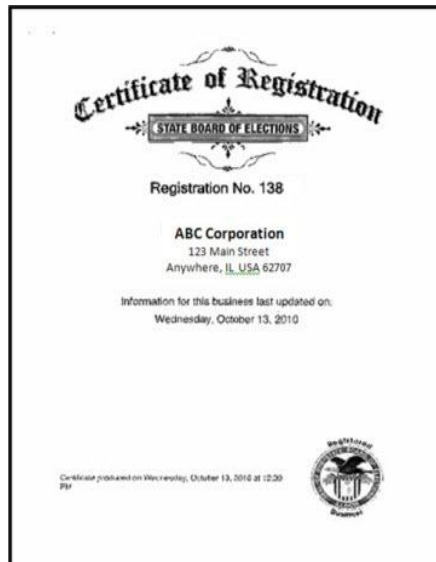 Certificate of Registration
STATE BOARD OF ELECTIONS
Registration No. 138
ABC Corporation
123 Main Street
Anywhere, IL USA 62707
Information for this business last updated on:
Wednesday, October 13, 2010
Certificate produced on Wednesday, October 13, 2010 at 12:30
PM
Registered
Business